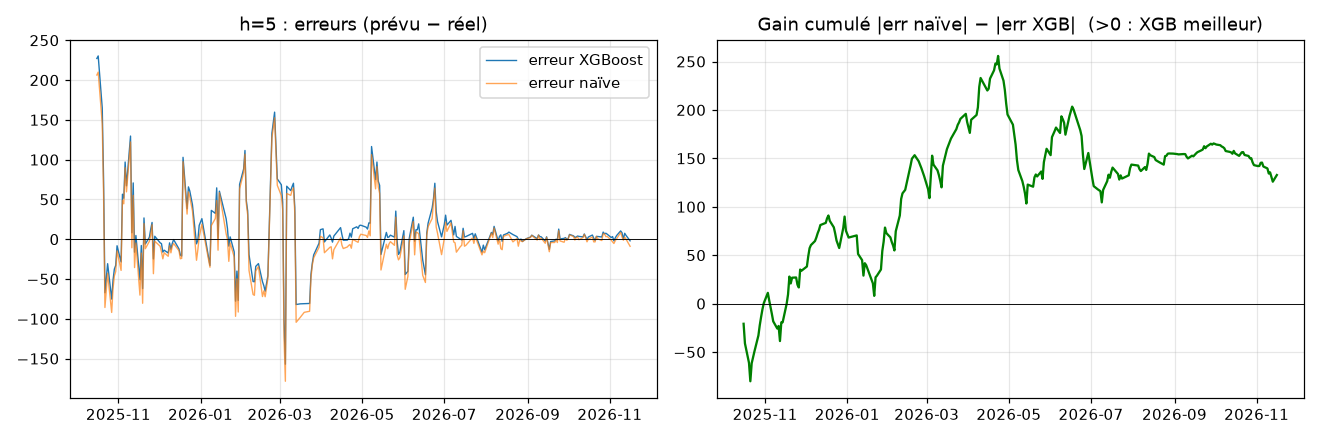 h=5 : erreurs (prévu − réel)
erreur XGBoost
erreur naïve
250
200
150
100
50
0
−50
−100
−150
2025-11 2026-01 2026-03 2026-05 2026-07 2026-09 2026-11
Gain cumulé |err naïve| − |err XGB|  (>0 : XGB meilleur)
250
200
150
100
50
0
−50
2025-11 2026-01 2026-03 2026-05 2026-07 2026-09 2026-11